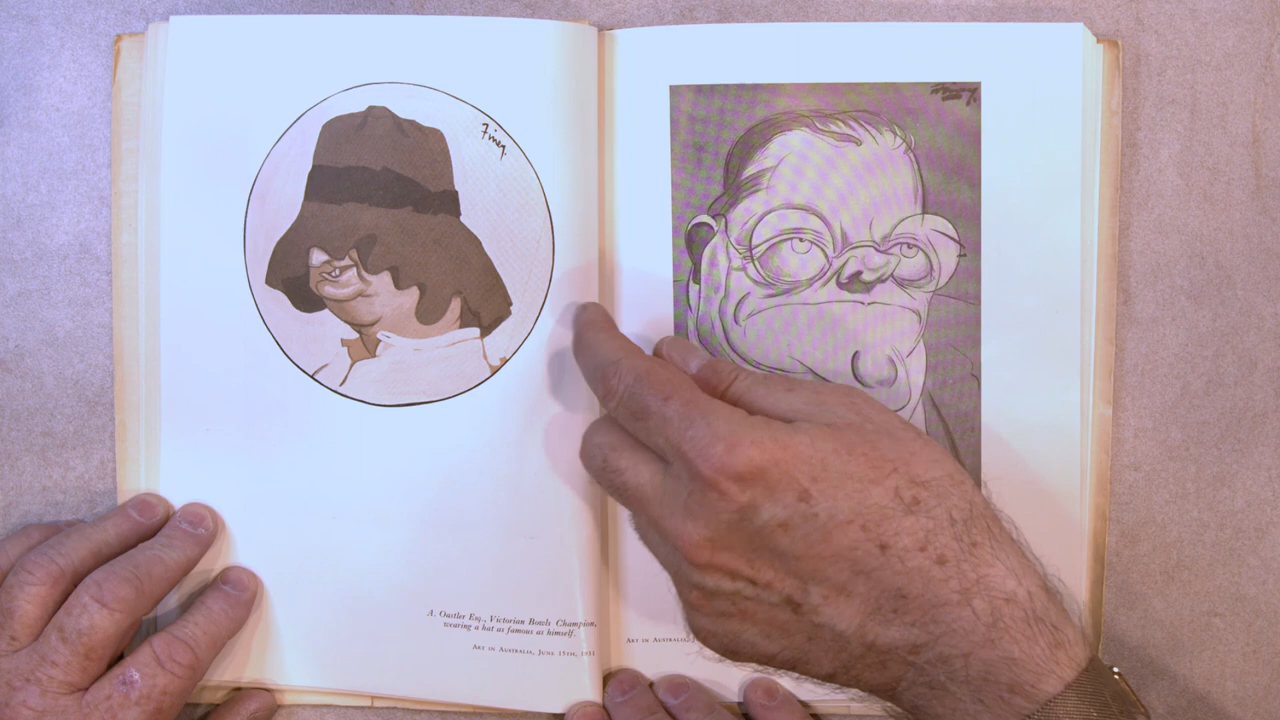 Finey.
A. Oastler Esq., Victorian Bowls Champion,
wearing a hat as famous as himself.
ART IN AUSTRALIA, JUNE 15TH, 1931
ART IN AUSTRALIA, J